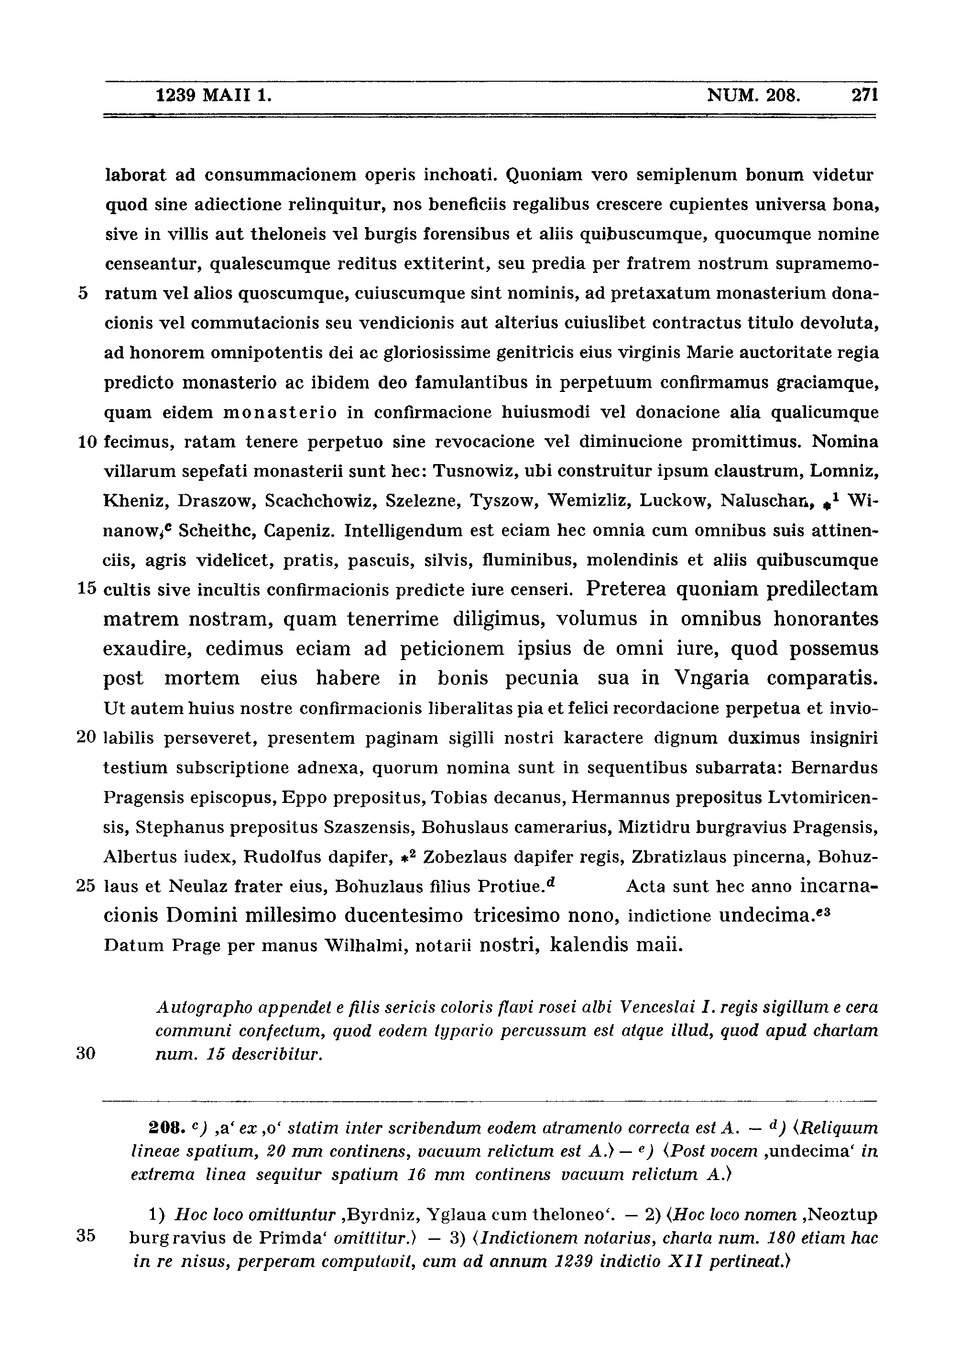 1239 MAII 1. NUM. 208. 271
laborat ad consummacionem operis inchoati. Quoniam vero semiplenum bonum videtur
quod sine adiectione relinquitur, nos beneficiis regalibus crescere cupientes universa bona,
sive in villis aut theloneis vel burgis forensibus et aliis quibuscumque, quocumque nomine
censeantur, qualescumque reditus extiterint, seu predia per fratrem nostrum supramemo-
5 ratum vel alios quoscumque, cuiuscumque sint nominis, ad pretaxatum monasterium dona-
cionis vel commutacionis seu vendicionis aut alterius cuiuslibet contractus titulo devoluta,
ad honorem omnipotentis dei ac gloriosissime genitricis eius virginis Marie auctoritate regia
predicto monasterio ac ibidem deo famulantibus in perpetuum confirmamus graciamque,
quam eidem monasterio in confirmacione huiusmodi vel donacione alia qualicumque
10 fecimus, ratam tenere perpetuo sine revocacione vel diminucione promittimus. Nomina
villarum sepefati monasterii sunt hec: Tusnowiz, ubi construitur ipsum claustrum, Lomniz,
Kheniz, Draszow, Scachchowiz, Szelezne, Tyszow, Wemizliz, Luckow, Naluschan, *1 Wi-
nanow,c Scheithc, Capeniz. Intelligendum est eciam hec omnia cum omnibus suis attinen-
ciis, agris videlicet, pratis, pascuis, silvis, fluminibus, molendinis et aliis quibuscumque
15 cultis sive incultis confirmacionis predicte iure censeri. Preterea quoniam predilectam
matrem nostram, quam tenerrime diligimus, volumus in omnibus honorantes
exaudire, cedimus eciam ad peticionem ipsius de omni iure, quod possemus
post mortem eius habere in bonis pecunia sua in Vngaria comparatis.
Ut autem huius nostre confirmacionis liberalitas pia et felici recordacione perpetua et invio-
20 labilis perseveret, presentem paginam sigilli nostri karactere dignum duximus insigniri
testium subscriptione adnexa, quorum nomina sunt in sequentibus subarrata: Bernardus
Pragensis episcopus, Eppo prepositus, Tobias decanus, Hermannus prepositus Lvtomiricen-
sis, Stephanus prepositus Szaszensis, Bohuslaus camerarius, Miztidru burgravius Pragensis,
Albertus iudex, Rudolfus dapifer, *2 Zobezlaus dapifer regis, Zbratizlaus pincerna, Bohuz-
25 laus et Neulaz frater eius, Bohuzlaus filius Protiue.d Acta sunt hec anno incarna-
cionis Domini millesimo ducentesimo tricesimo nono, indictione undecima.e3
Datum Prage per manus Wilhalmi, notarii nostri, kalendis maii.
Autographo appendet e filis sericis coloris flavi rosei albi Venceslai I. regis sigillum e cera
communi confectum, quod eodem typario percussum est atque illud, quod apud chartam
30 num. 15 describitur.
208. c) ‚a‘ ex ‚o‘ statim inter scribendum eodem atramento correcta est A. — d) ⟨Reliquum
lineae spatium, 20 mm continens, vacuum relictum est A.⟩ — e) ⟨Post vocem ‚undecima‘ in
extrema linea sequitur spatium 16 mm continens vacuum relictum A.⟩
1) Hoc loco omittuntur ‚Byrdniz, Yglaua cum theloneo‘. — 2) ⟨Hoc loco nomen ‚Neoztup
35 burgravius de Primda‘ omittitur.⟩ — 3) ⟨Indictionem notarius, charta num. 180 etiam hac
in re nisus, perperam computavit, cum ad annum 1239 indictio XII pertineat.⟩